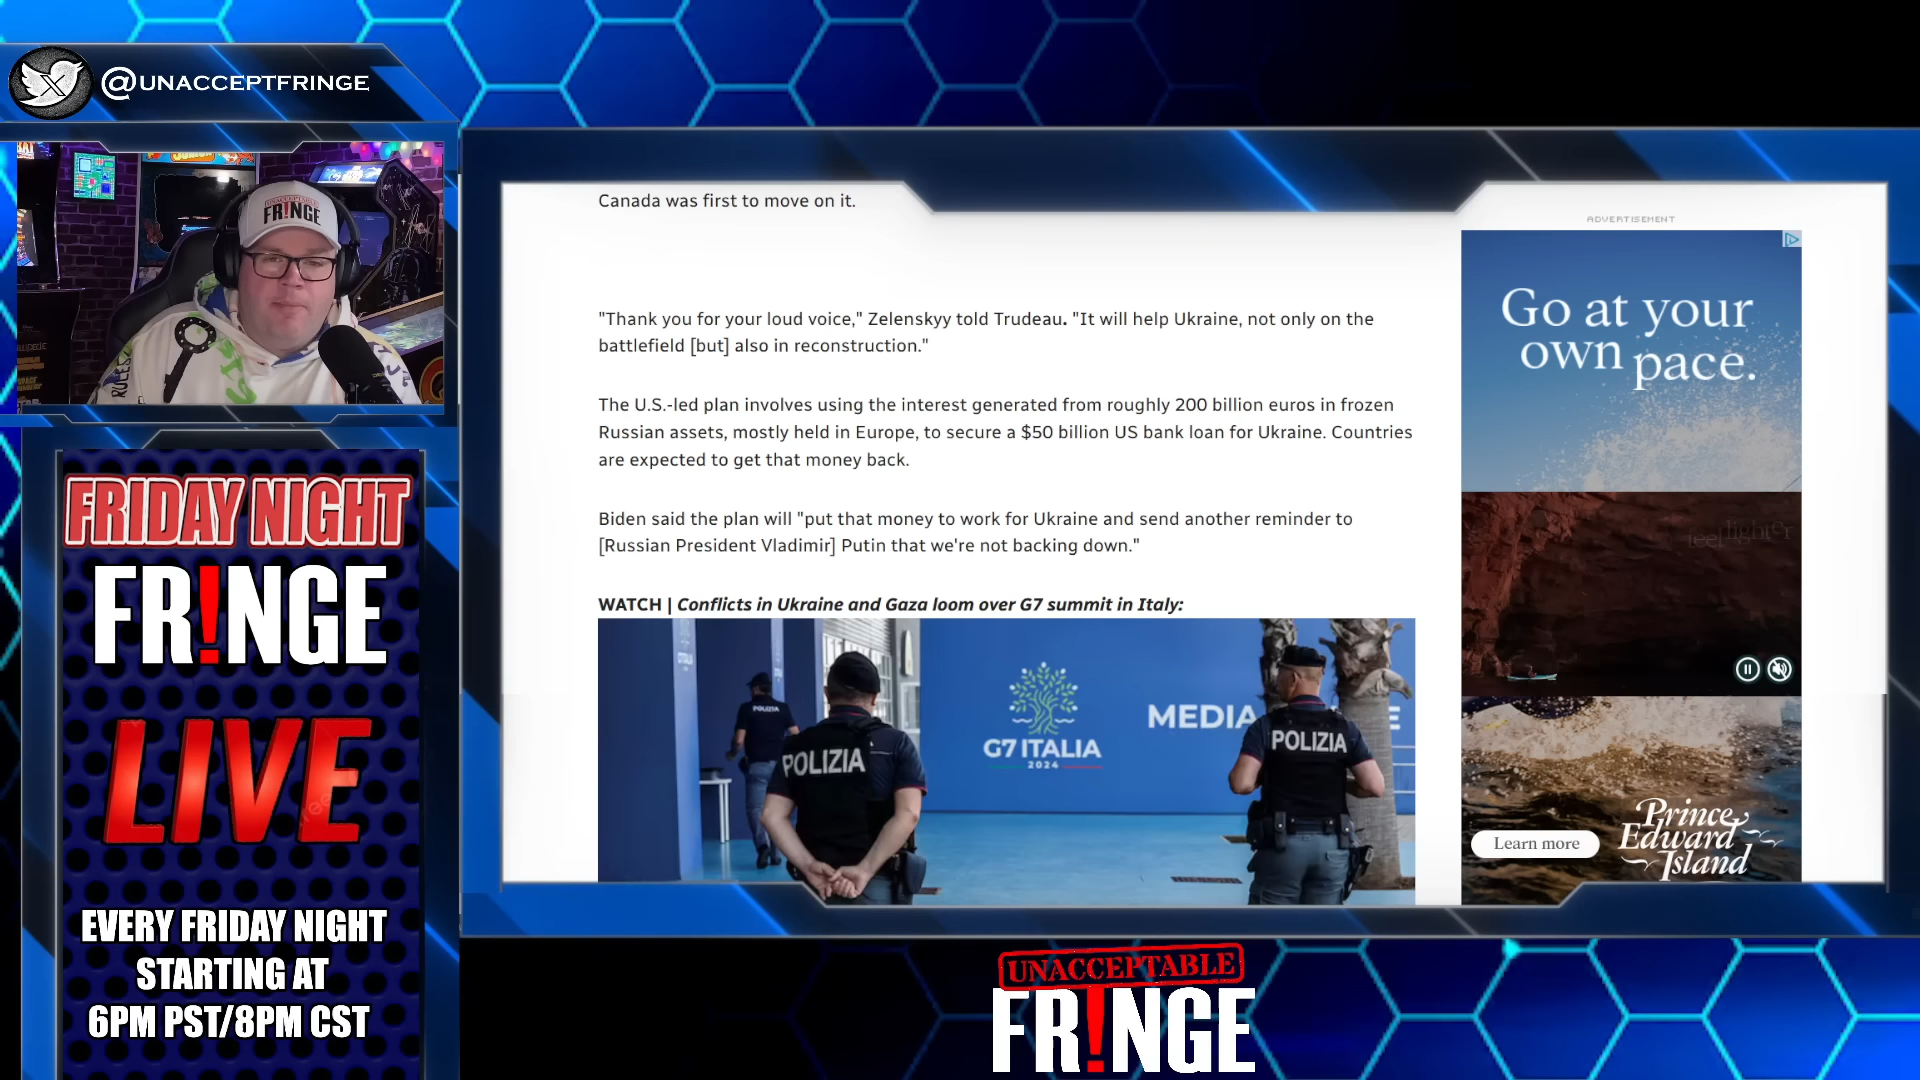 @UNACCEPTFRINGE
FR!NGE
RULES
FRIDAY NIGHT
FR!NGE
LIVE
EVERY FRIDAY NIGHT
STARTING AT
6PM PST/8PM CST
Canada was first to move on it.
"Thank you for your loud voice," Zelenskyy told Trudeau. "It will help Ukraine, not only on the
battlefield [but] also in reconstruction."
The U.S.-led plan involves using the interest generated from roughly 200 billion euros in frozen
Russian assets, mostly held in Europe, to secure a $50 billion US bank loan for Ukraine. Countries
are expected to get that money back.
Biden said the plan will "put that money to work for Ukraine and send another reminder to
[Russian President Vladimir] Putin that we're not backing down."
WATCH | Conflicts in Ukraine and Gaza loom over G7 summit in Italy:
POLIZIA
POLIZIA
G7 ITALIA
2024
MEDIA
E
POLIZIA
ADVERTISEMENT
Go at your
own pace.
feel lighter
Learn more
Prince
Edward
Island
UNACCEPTABLE
FR!NGE